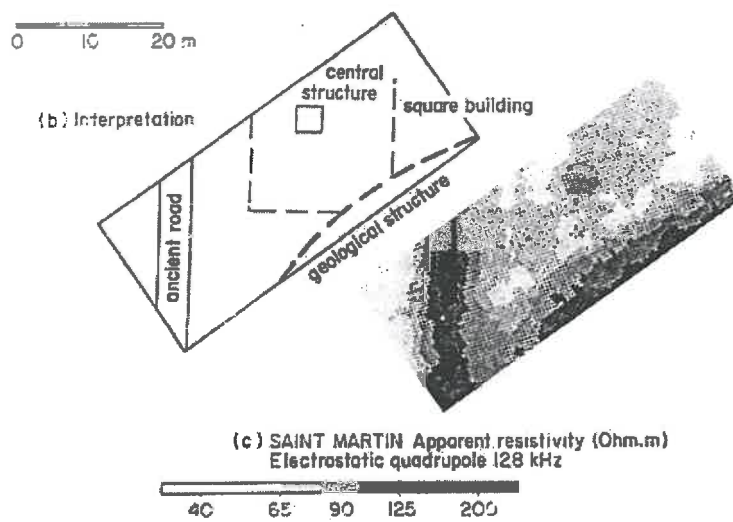 0 10 20 m
(b) Interpretation
central
structure
square building
ancient road
geological structure
(c) SAINT MARTIN Apparent resistivity (Ohm.m)
Electrostatic quadrupole 128 kHz
40 65 90 125 200